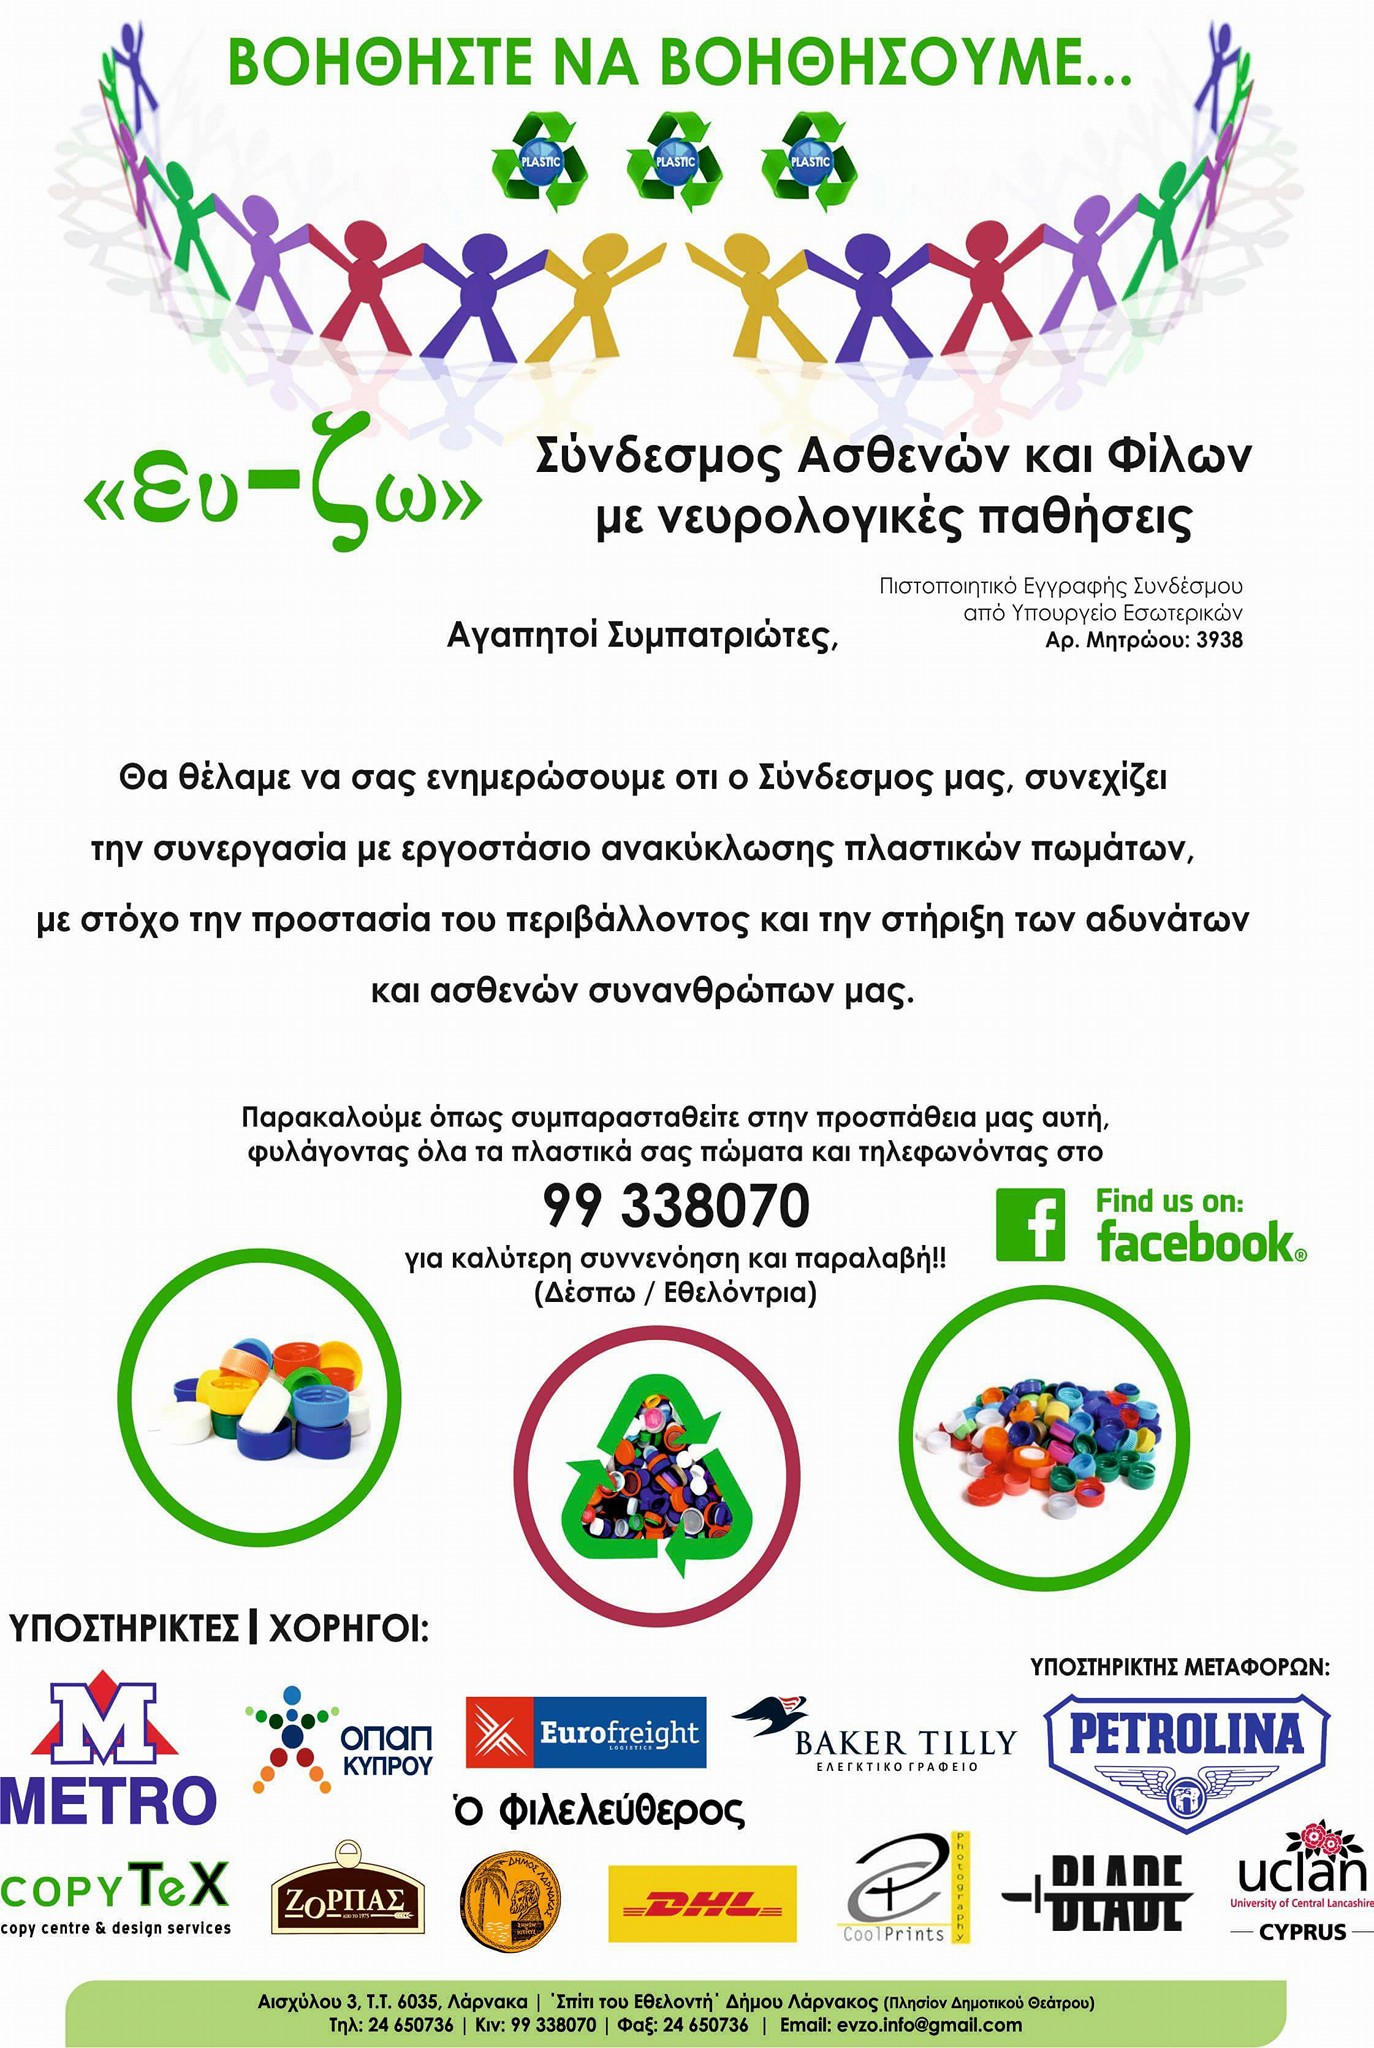 ΒΟΗΘΗΣΤΕ ΝΑ ΒΟΗΘΗΣΟΥΜΕ...
PLASTIC PLASTIC PLASTIC
«ευ-ζω»
Σύνδεσμος Ασθενών και Φίλων
με νευρολογικές παθήσεις
Πιστοποιητικό Εγγραφής Συνδέσμου
από Υπουργείο Εσωτερικών
Αρ. Μητρώου: 3938
Αγαπητοί Συμπατριώτες,
Θα θέλαμε να σας ενημερώσουμε οτι ο Σύνδεσμος μας, συνεχίζει
την συνεργασία με εργοστάσιο ανακύκλωσης πλαστικών πωμάτων,
με στόχο την προστασία του περιβάλλοντος και την στήριξη των αδυνάτων
και ασθενών συνανθρώπων μας.
Παρακαλούμε όπως συμπαρασταθείτε στην προσπάθεια μας αυτή,
φυλάγοντας όλα τα πλαστικά σας πώματα και τηλεφωνόντας στο
99 338070
για καλύτερη συννενόηση και παραλαβή!!
(Δέσπω / Εθελόντρια)
Find us on:
facebook®
ΥΠΟΣΤΗΡΙΚΤΕΣ | ΧΟΡΗΓΟΙ:
ΥΠΟΣΤΗΡΙΚΤΗΣ ΜΕΤΑΦΟΡΩΝ:
M
METRO
οπαπ
ΚΥΠΡΟΥ
Eurofreight
LOGISTICS
BAKER TILLY
ΕΛΕΓΚΤΙΚΟ ΓΡΑΦΕΙΟ
PETROLINA
Ὁ Φιλελεύθερος
COPY TeX
copy centre & design services
ΖΟΡΠΑΣ
ΑΠΟ ΤΟ 1975
ΔΗΜΟΣ ΛΑΡΝΑΚΑΣ
DHL
CoolPrints
Photography
BLADE
uclan
University of Central Lancashire
CYPRUS
Αισχύλου 3, Τ.Τ. 6035, Λάρνακα | 'Σπίτι του Εθελοντή' Δήμου Λάρνακος (Πλησίον Δημοτικού Θεάτρου)
Τηλ: 24 650736 | Κιν: 99 338070 | Φαξ: 24 650736 | Email: evzo.info@gmail.com